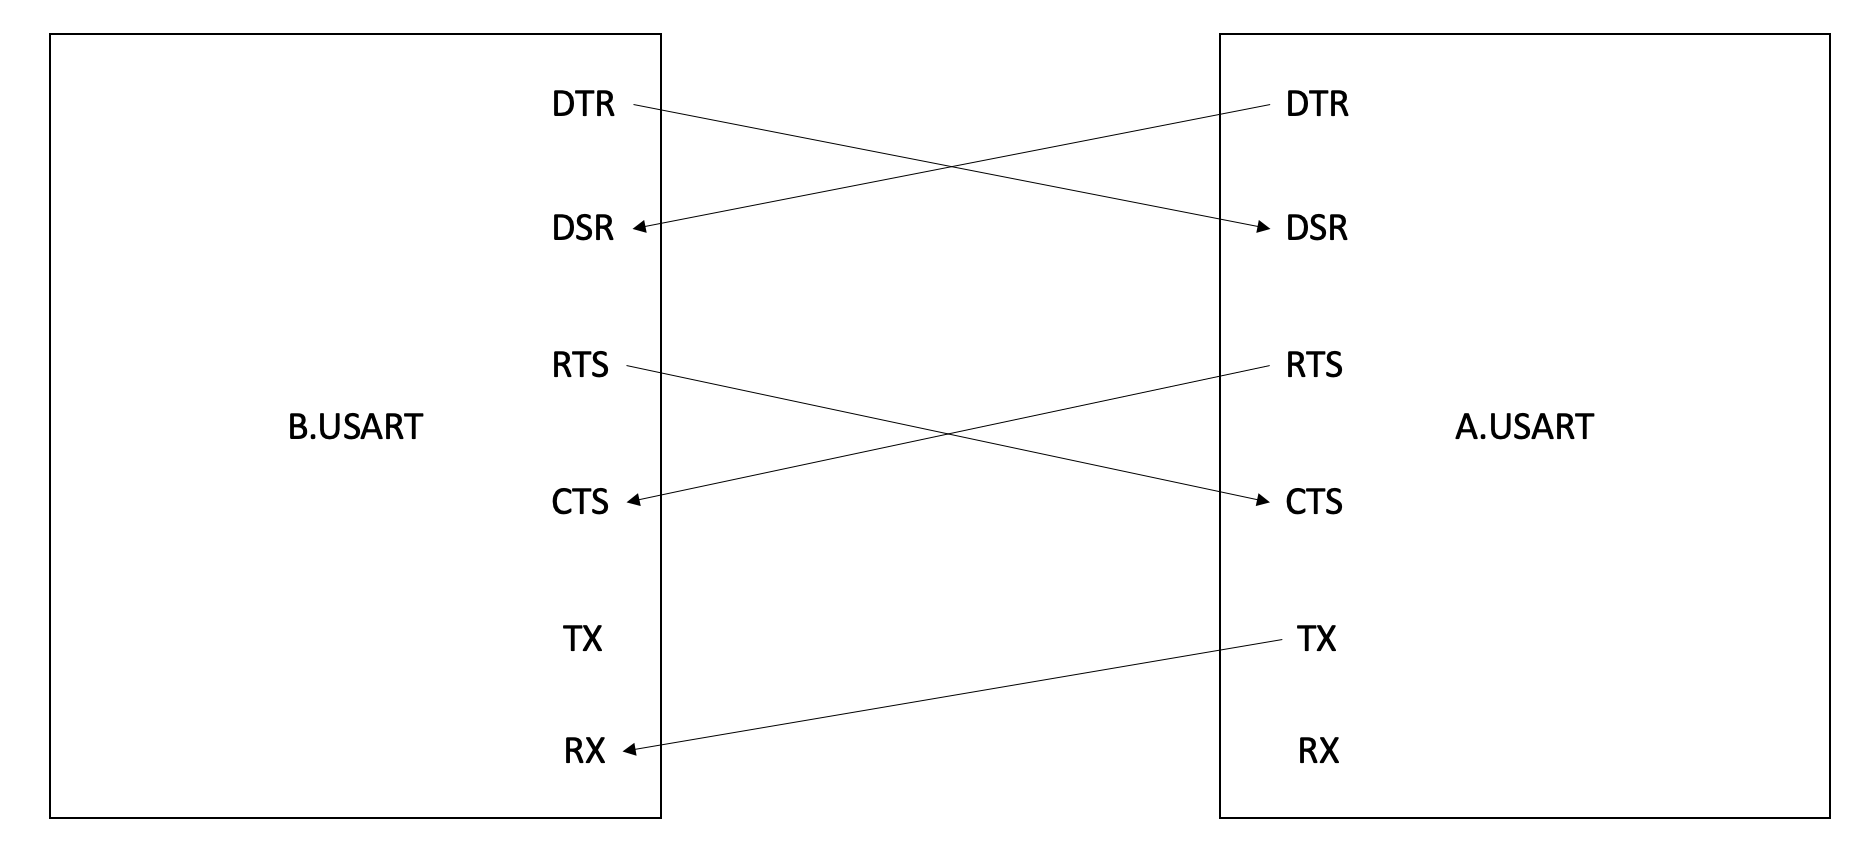 DTR
DSR
RTS
B.USART
CTS
TX
RX
DTR
DSR
RTS
A.USART
CTS
TX
RX